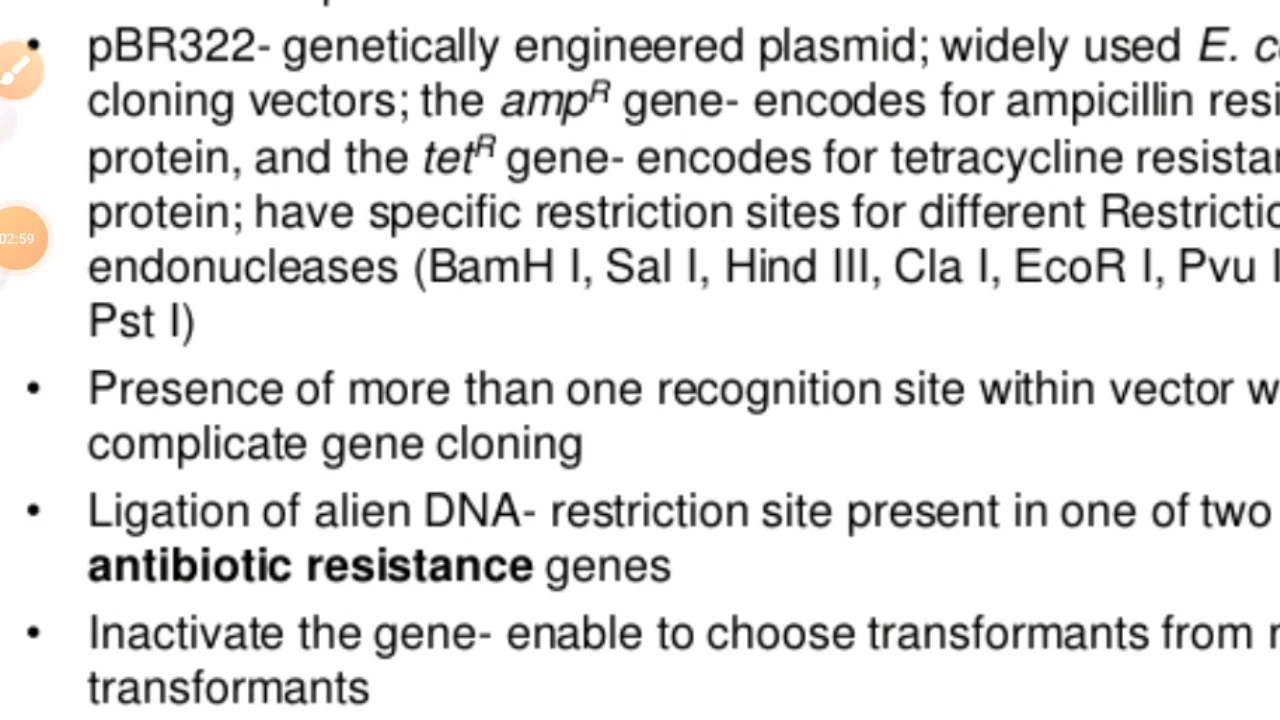 pBR322- genetically engineered plasmid; widely used E.
cloning vectors; the ampR gene- encodes for ampicillin
protein, and the tetR gene- encodes for tetracycline
protein; have specific restriction sites for different
endonucleases (BamH I, Sal I, Hind III, Cla I, EcoR I, Pvu
Pst I)
• Presence of more than one recognition site within vector
complicate gene cloning
• Ligation of alien DNA- restriction site present in one of two
antibiotic resistance genes
• Inactivate the gene- enable to choose transformants from
transformants
02:59